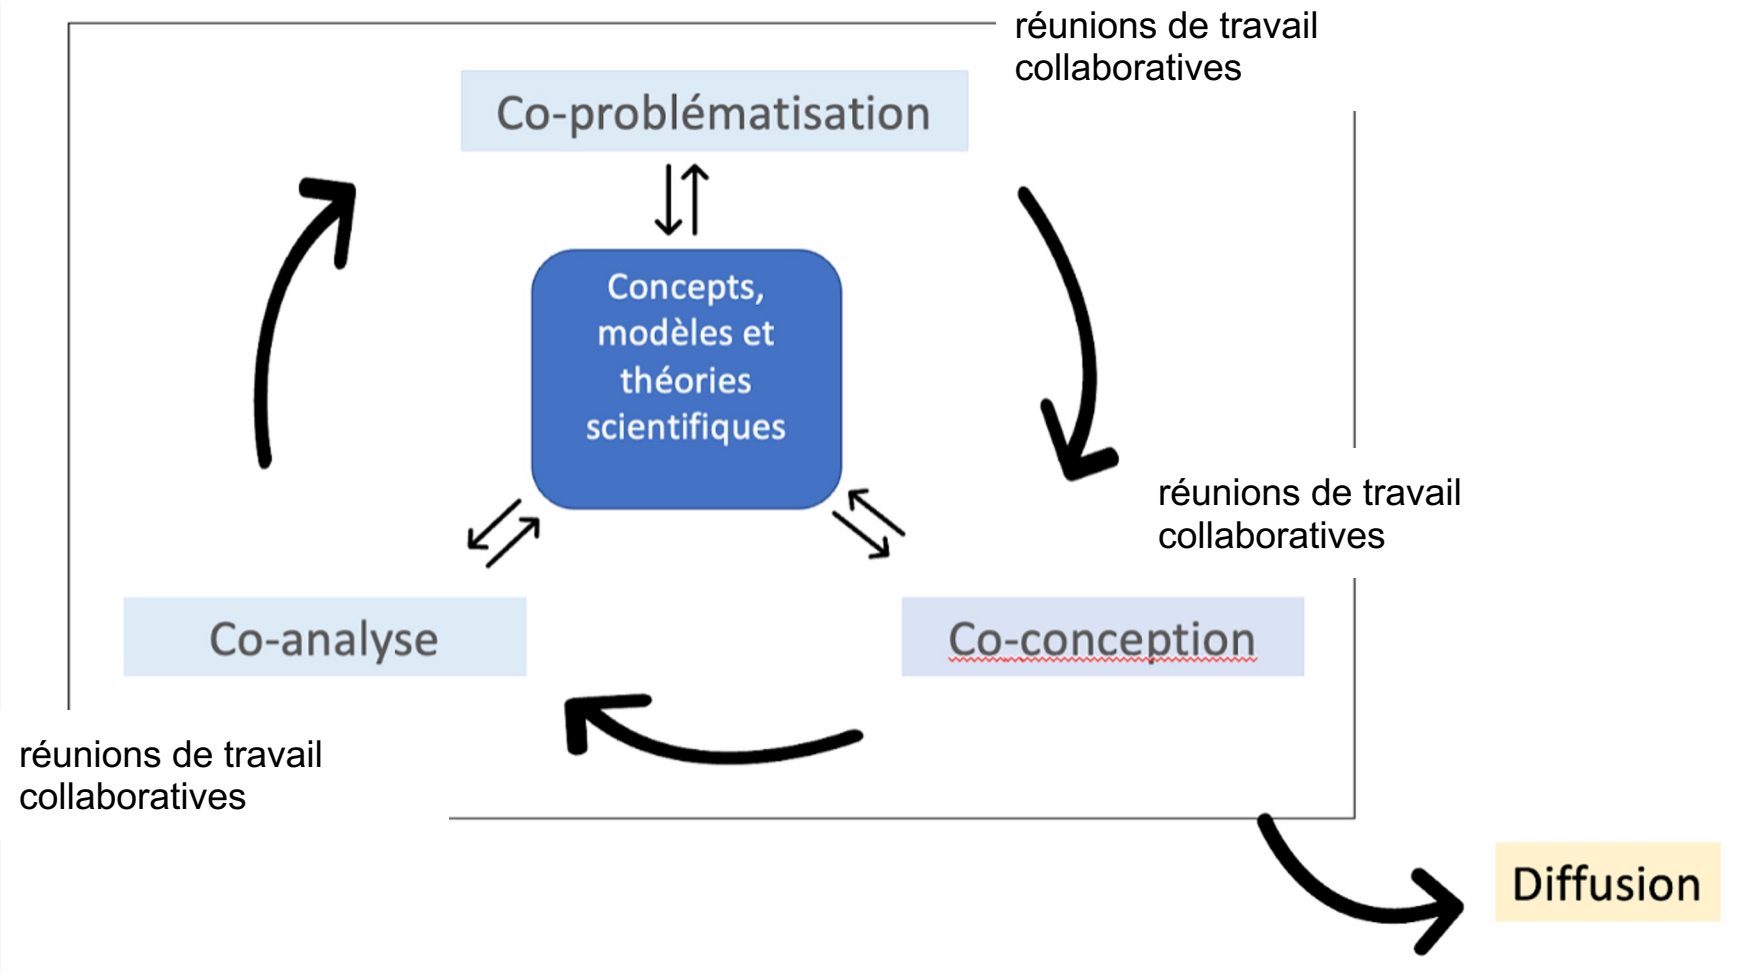 réunions de travail
collaboratives
Co-problématisation
Concepts,
modèles et
théories
scientifiques
réunions de travail
collaboratives
Co-analyse
Co-conception
réunions de travail
collaboratives
Diffusion